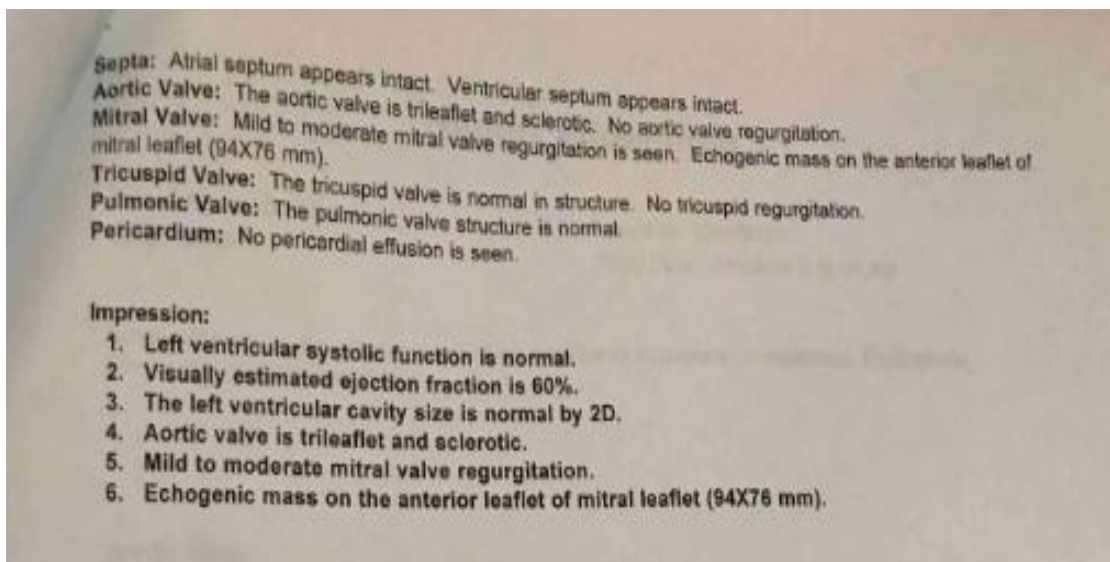 Septa: Atrial septum appears intact. Ventricular septum appears intact.
Aortic Valve: The aortic valve is trileaflet and sclerotic. No aortic valve regurgitation.
Mitral Valve: Mild to moderate mitral valve regurgitation is seen. Echogenic mass on the anterior leaflet of
mitral leaflet (94X76 mm).
Tricuspid Valve: The tricuspid valve is normal in structure. No tricuspid regurgitation.
Pulmonic Valve: The pulmonic valve structure is normal.
Pericardium: No pericardial effusion is seen.
Impression:
1. Left ventricular systolic function is normal.
2. Visually estimated ejection fraction is 60%.
3. The left ventricular cavity size is normal by 2D.
4. Aortic valve is trileaflet and sclerotic.
5. Mild to moderate mitral valve regurgitation.
6. Echogenic mass on the anterior leaflet of mitral leaflet (94X76 mm).